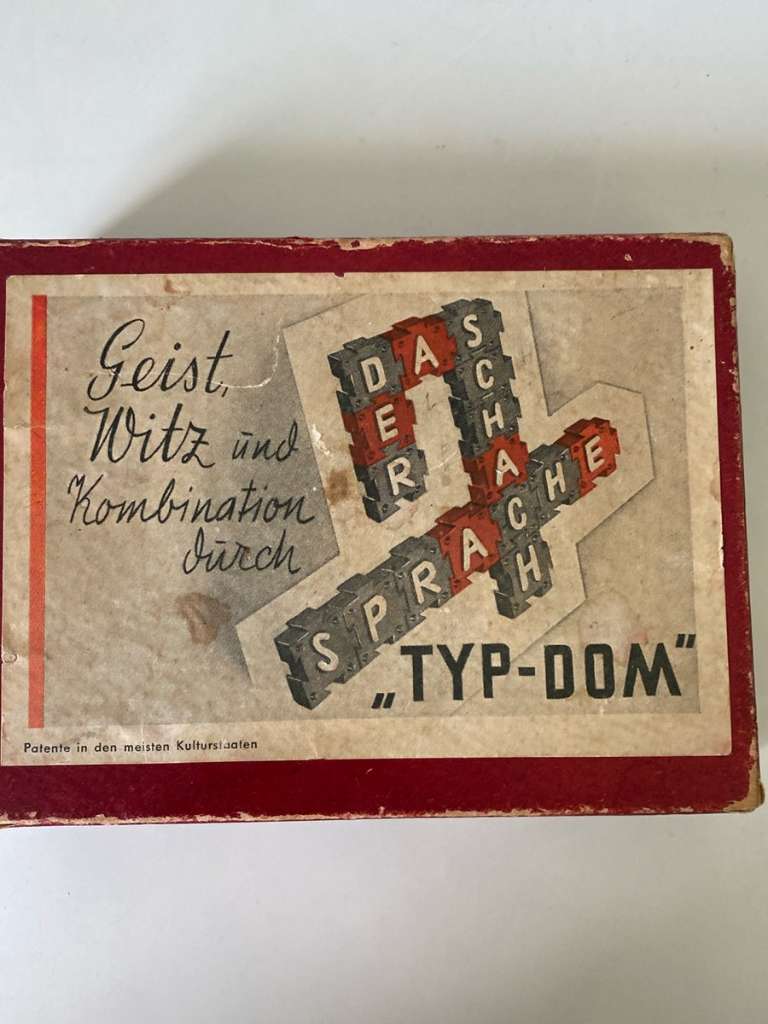 Geist,
Witz und
Kombination
durch
DAS
DER
SCHACH
SPRACHE
„TYP-DOM“
Patente in den meisten Kulturstaaten